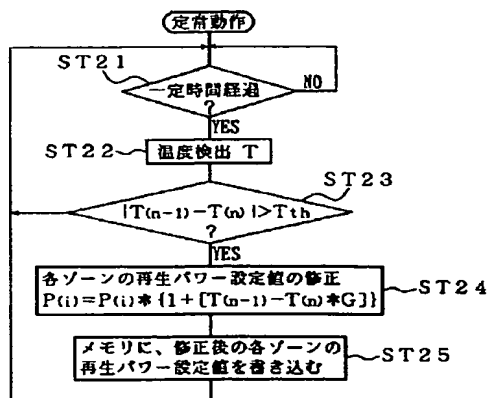 定常動作
ST21
一定時間経過
?
NO
YES
ST22
温度検出 T
ST23
|T(n-1)-T(n)|>Tth
?
YES
各ゾーンの再生パワー設定値の修正
P(i)=P(i)*{1+[T(n-1)-T(n)*G]}
ST24
メモリに、修正後の各ゾーンの
再生パワー設定値を書き込む
ST25